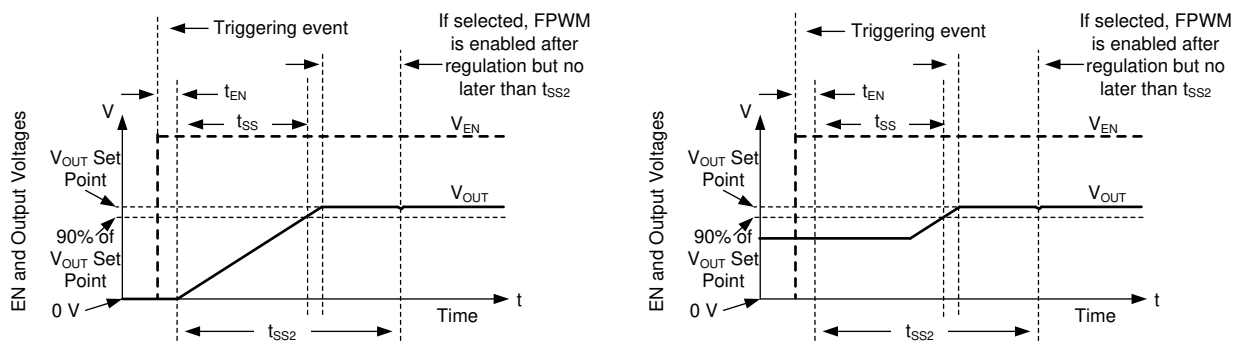 Triggering event
If selected, FPWM
is enabled after
regulation but no
later than tSS2
tEN
V
tSS
VEN
VOUT Set
Point
VOUT
90% of
VOUT Set
Point
0 V
t
Time
tSS2
EN and Output Voltages
Triggering event
If selected, FPWM
is enabled after
regulation but no
later than tSS2
tEN
V
tSS
VEN
VOUT Set
Point
VOUT
90% of
VOUT Set
Point
0 V
t
Time
tSS2
EN and Output Voltages